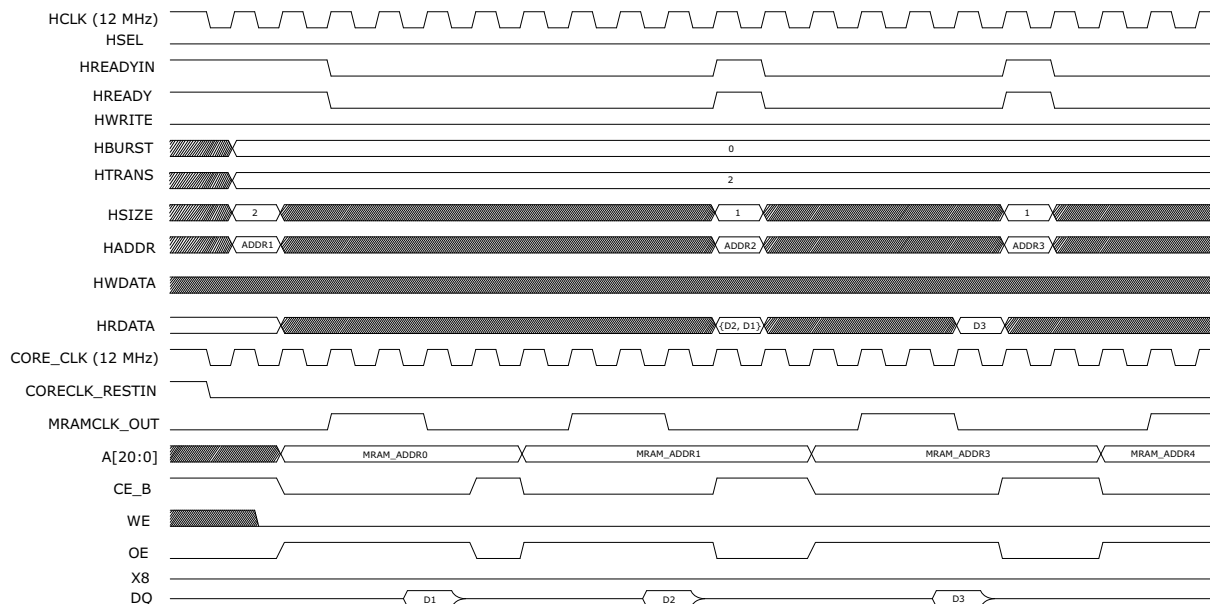 HCLK (12 MHz)
HSEL
HREADYIN
HREADY
HWRITE
HBURST 0
HTRANS 2
HSIZE 2 1 1
HADDR ADDR1 ADDR2 ADDR3
HWDATA
HRDATA {D2, D1} D3
CORE_CLK (12 MHz)
CORECLK_RESTIN
MRAMCLK_OUT
A[20:0] MRAM_ADDR0 MRAM_ADDR1 MRAM_ADDR3 MRAM_ADDR4
CE_B
WE
OE
X8
DQ D1 D2 D3